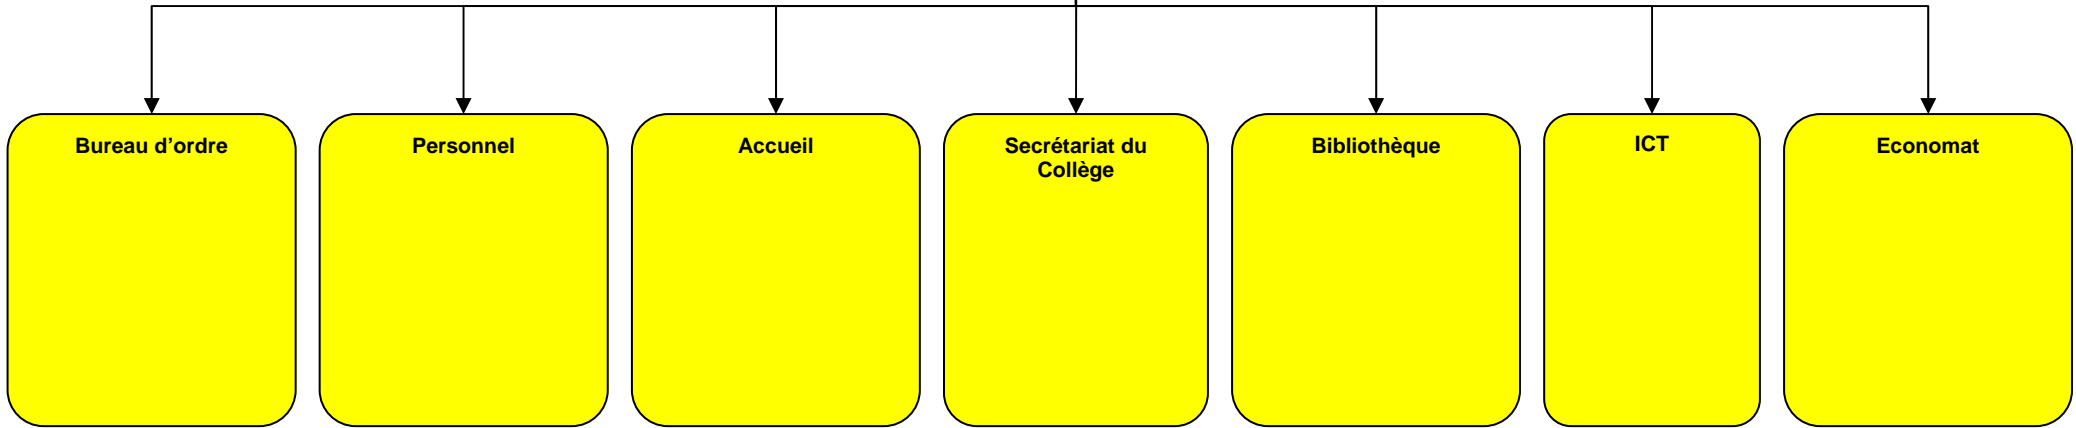 Bureau d’ordre
Personnel
Accueil
Secrétariat du
Collège
Bibliothèque
ICT
Economat